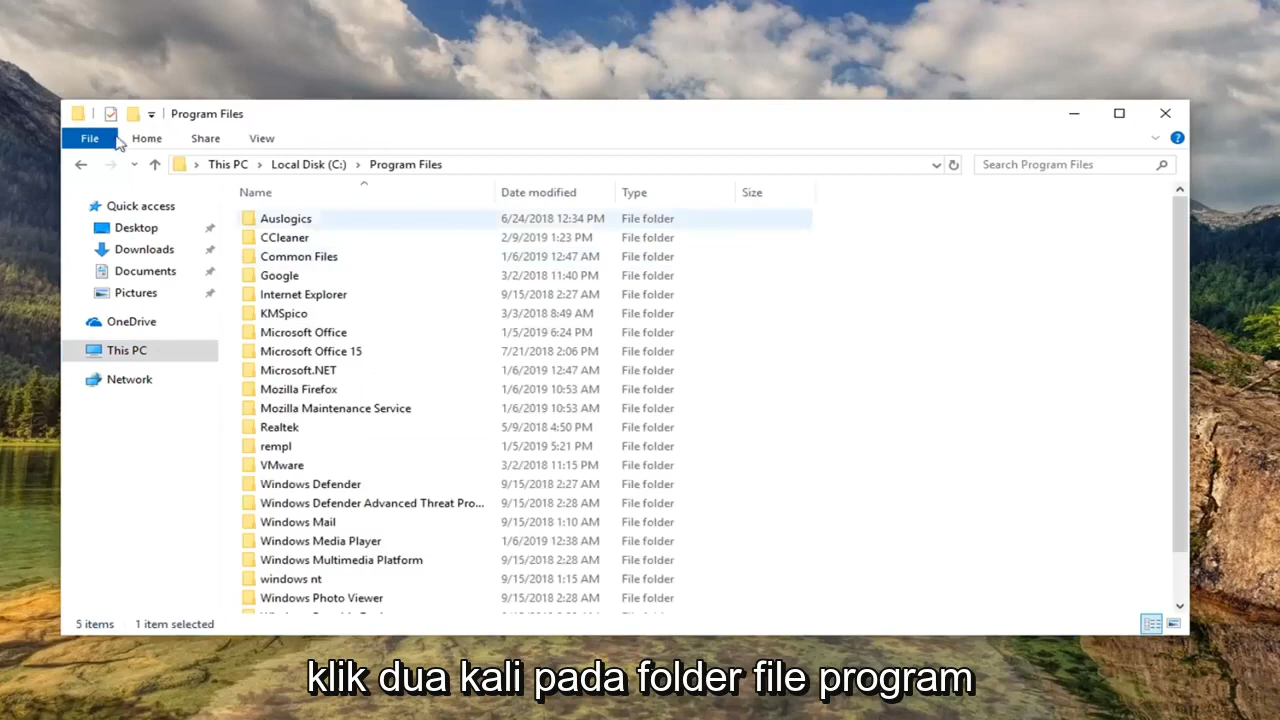 Program Files
File Home Share View
This PC Local Disk (C:) Program Files
Search Program Files
Name Date modified Type Size
Quick access
Desktop
Downloads
Documents
Pictures
OneDrive
This PC
Network
Auslogics 6/24/2018 12:34 PM File folder
CCleaner 2/9/2019 1:23 PM File folder
Common Files 1/6/2019 12:47 AM File folder
Google 3/2/2018 11:40 PM File folder
Internet Explorer 9/15/2018 2:27 AM File folder
KMSpico 3/3/2018 8:49 AM File folder
Microsoft Office 1/5/2019 6:24 PM File folder
Microsoft Office 15 7/21/2018 2:06 PM File folder
Microsoft.NET 1/6/2019 12:47 AM File folder
Mozilla Firefox 1/6/2019 10:53 AM File folder
Mozilla Maintenance Service 1/6/2019 10:53 AM File folder
Realtek 5/9/2018 4:50 PM File folder
rempl 1/5/2019 5:21 PM File folder
VMware 3/2/2018 11:15 PM File folder
Windows Defender 9/15/2018 2:27 AM File folder
Windows Defender Advanced Threat Pro... 9/15/2018 2:28 AM File folder
Windows Mail 9/15/2018 1:10 AM File folder
Windows Media Player 1/6/2019 12:38 AM File folder
Windows Multimedia Platform 9/15/2018 2:28 AM File folder
windows nt 9/15/2018 1:15 AM File folder
Windows Photo Viewer 9/15/2018 2:28 AM File folder
5 items 1 item selected
klik dua kali pada folder file program